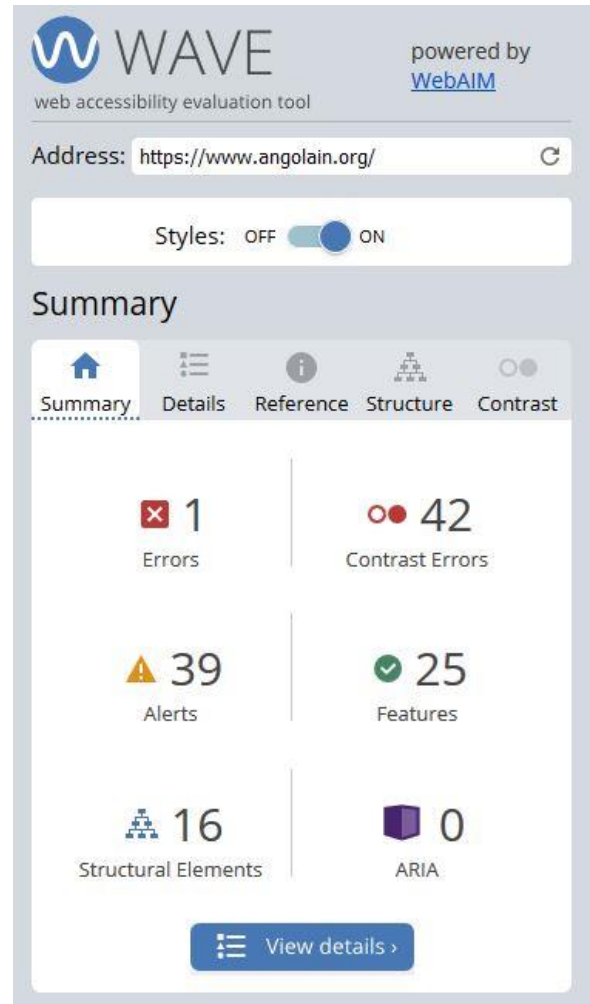 WAVE
powered by
WebAIM
web accessibility evaluation tool
Address: https://www.angolain.org/
Styles: OFF ON
Summary
Summary Details Reference Structure Contrast
1 42
Errors Contrast Errors
39 25
Alerts Features
16 0
Structural Elements ARIA
View details ›